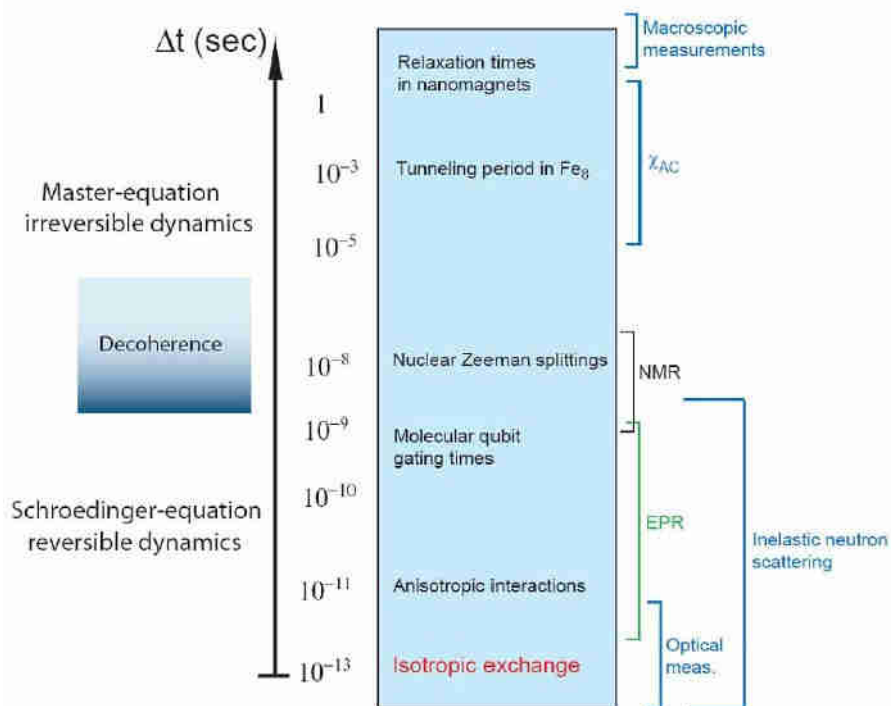 Δt (sec)
1
10⁻³
10⁻⁵
10⁻⁸
10⁻⁹
10⁻¹⁰
10⁻¹¹
10⁻¹³
Master-equation
irreversible dynamics
Decoherence
Schroedinger-equation
reversible dynamics
Relaxation times
in nanomagnets
Tunneling period in Fe₈
Nuclear Zeeman splittings
Molecular qubit
gating times
Anisotropic interactions
Isotropic exchange
Macroscopic
measurements
χAC
NMR
EPR
Inelastic neutron
scattering
Optical
meas.